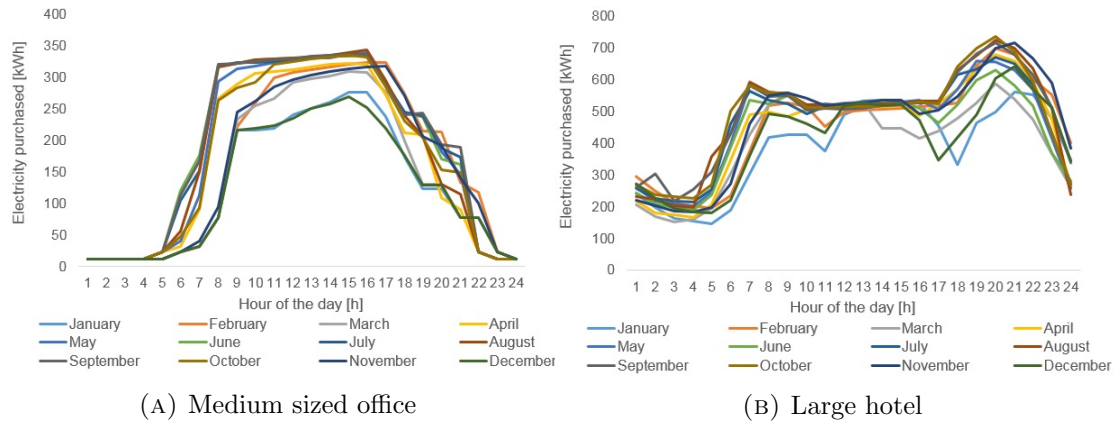 400
350
300
250
200
150
100
50
0
Electricity purchased [kWh]
1 2 3 4 5 6 7 8 9 10 11 12 13 14 15 16 17 18 19 20 21 22 23 24
Hour of the day [h]
January February March April
May June July August
September October November December
(A) Medium sized office
800
700
600
500
400
300
200
100
0
Electricity purchased [kWh]
1 2 3 4 5 6 7 8 9 10 11 12 13 14 15 16 17 18 19 20 21 22 23 24
Hour of the day [h]
January February March April
May June July August
September October November December
(B) Large hotel